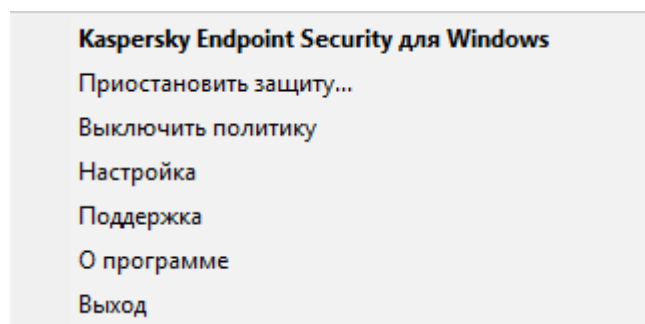 Kaspersky Endpoint Security для Windows
Приостановить защиту...
Выключить политику
Настройка
Поддержка
О программе
Выход